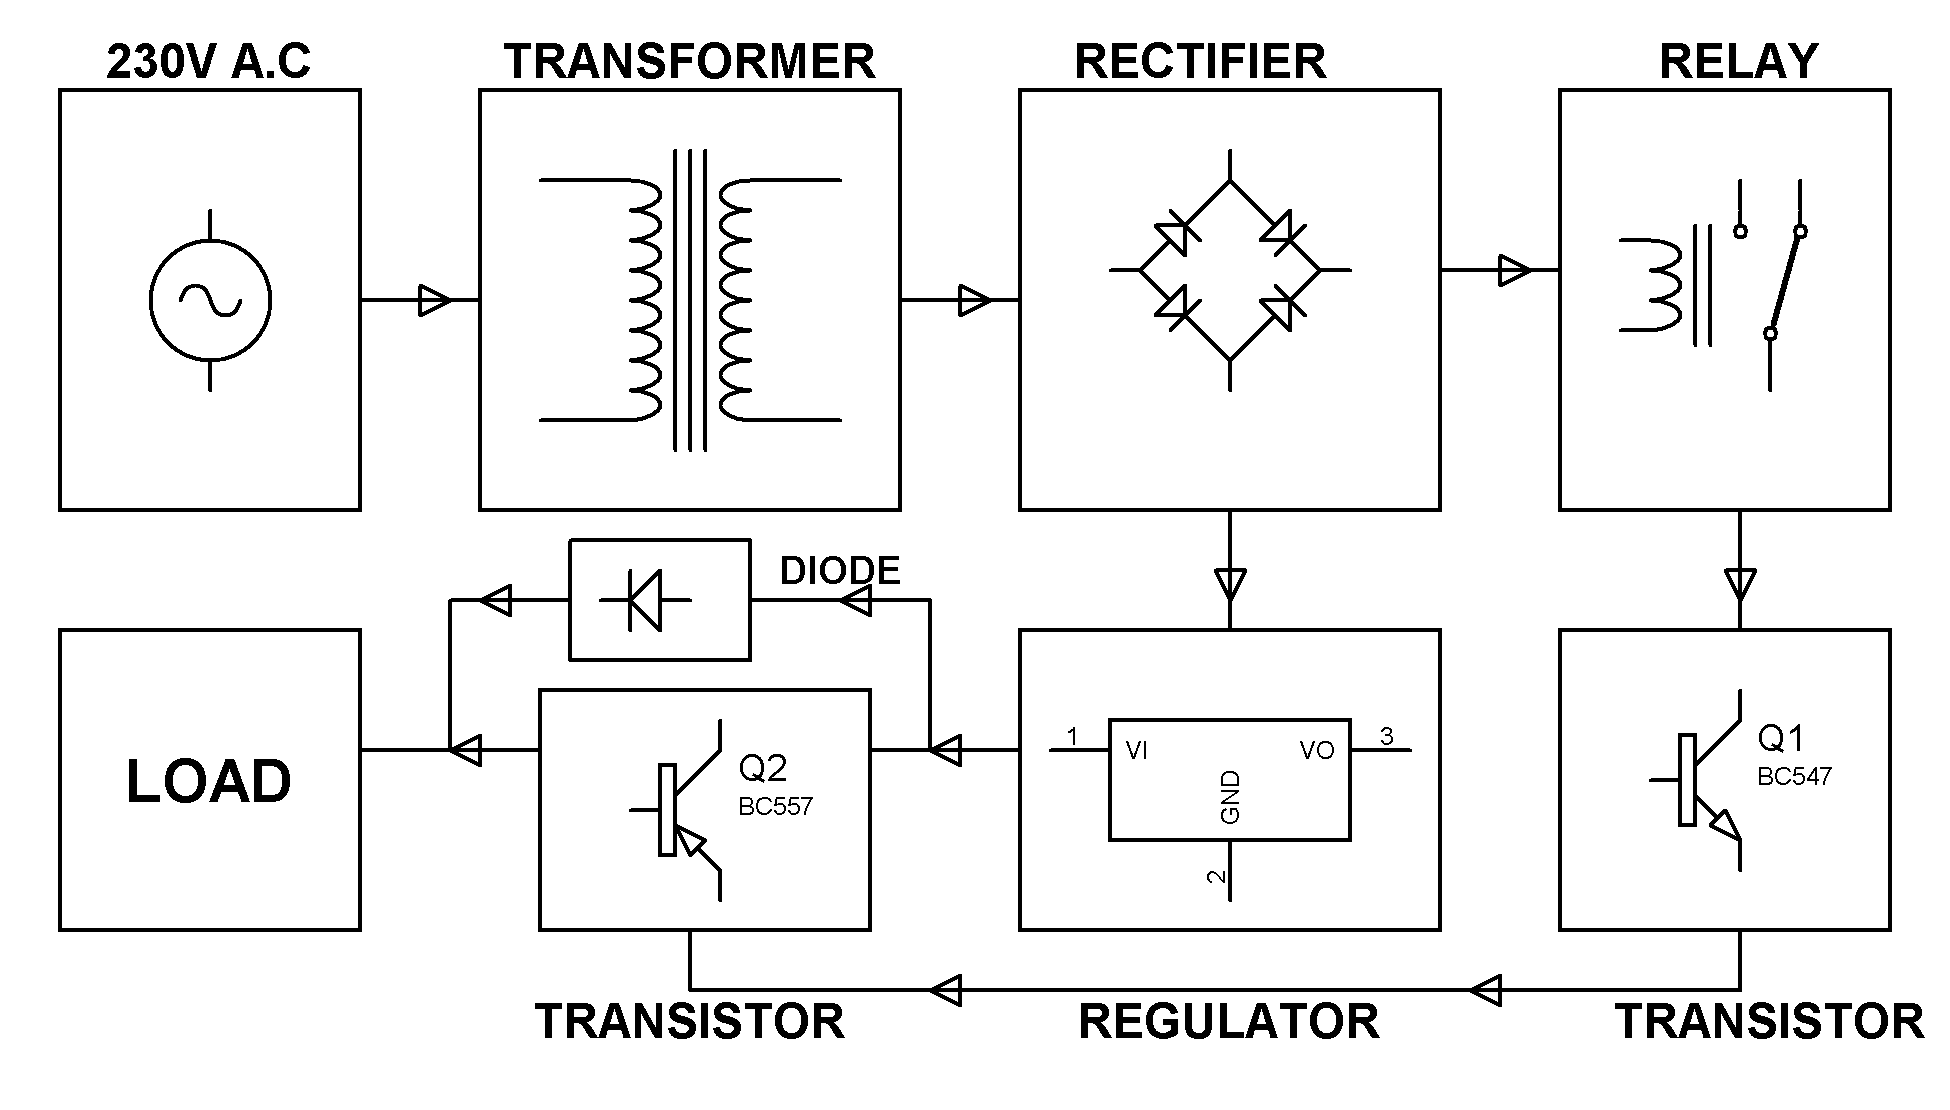 230V A.C
TRANSFORMER
RECTIFIER
RELAY
DIODE
LOAD
Q2
BC557
1
VI
VO
3
GND
2
Q1
BC547
TRANSISTOR
REGULATOR
TRANSISTOR